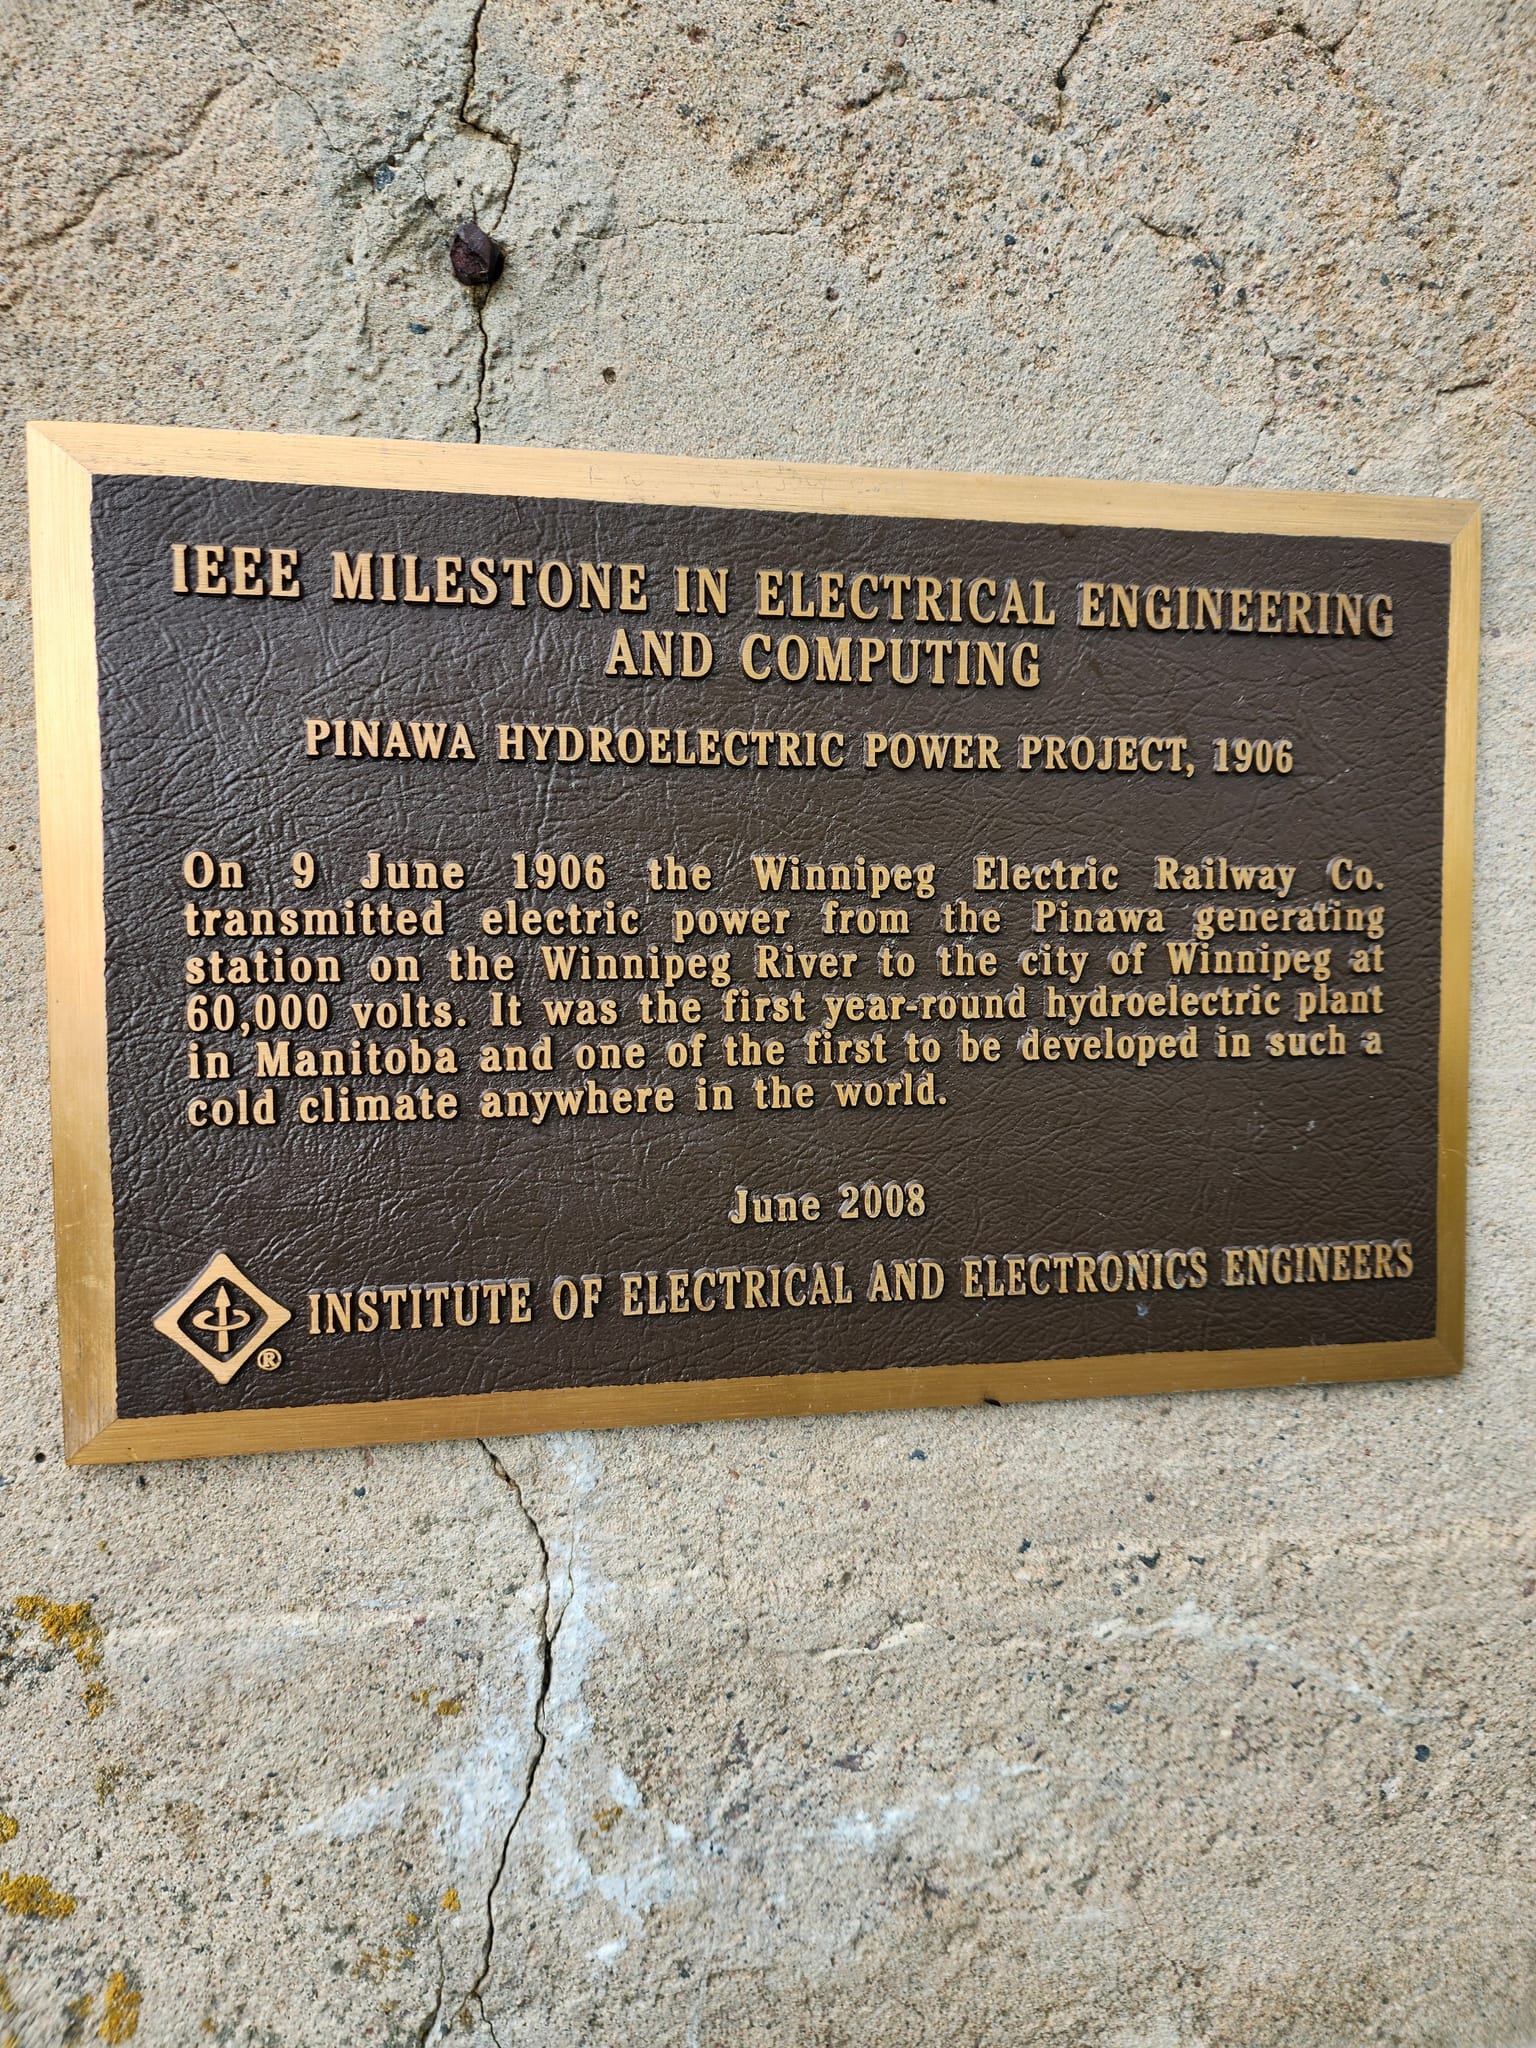 IEEE MILESTONE IN ELECTRICAL ENGINEERING
AND COMPUTING
PINAWA HYDROELECTRIC POWER PROJECT, 1906
On 9 June 1906 the Winnipeg Electric Railway Co.
transmitted electric power from the Pinawa generating
station on the Winnipeg River to the city of Winnipeg at
60,000 volts. It was the first year-round hydroelectric plant
in Manitoba and one of the first to be developed in such a
cold climate anywhere in the world.
June 2008
® INSTITUTE OF ELECTRICAL AND ELECTRONICS ENGINEERS